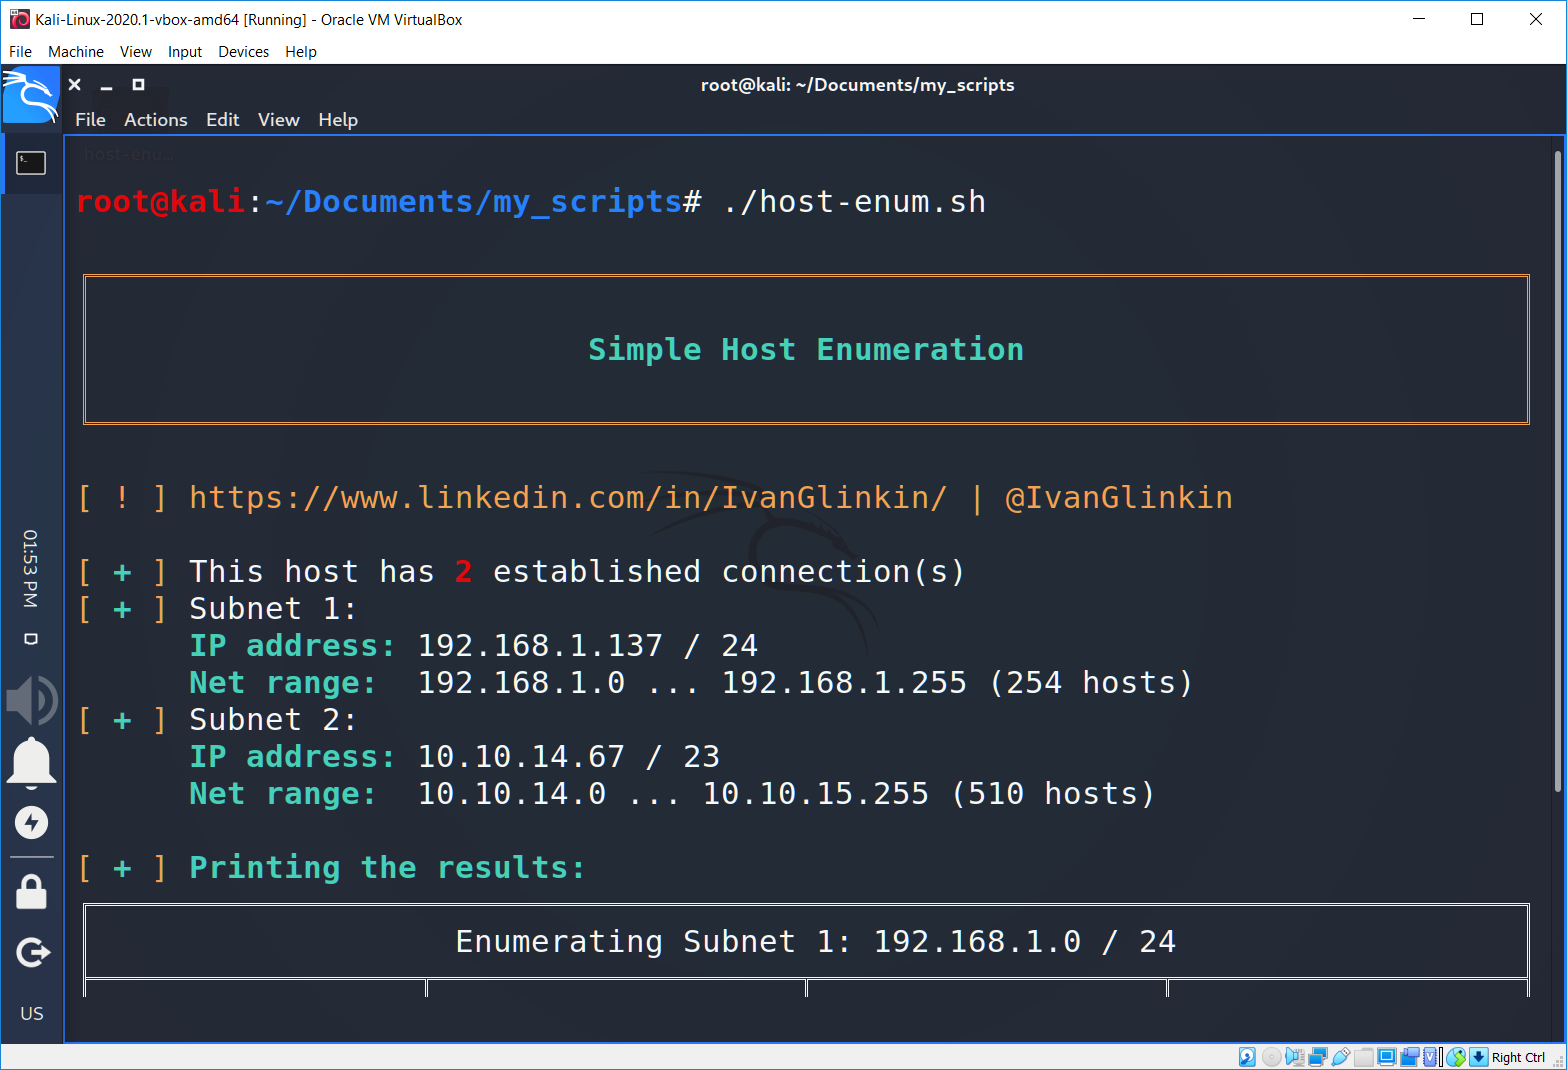 Kali-Linux-2020.1-vbox-amd64 [Running] - Oracle VM VirtualBox
File Machine View Input Devices Help
root@kali: ~/Documents/my_scripts
File Actions Edit View Help
host-enu...
root@kali:~/Documents/my_scripts# ./host-enum.sh
Simple Host Enumeration
[ ! ] https://www.linkedin.com/in/IvanGlinkin/ | @IvanGlinkin
[ + ] This host has 2 established connection(s)
[ + ] Subnet 1:
IP address: 192.168.1.137 / 24
Net range: 192.168.1.0 ... 192.168.1.255 (254 hosts)
[ + ] Subnet 2:
IP address: 10.10.14.67 / 23
Net range: 10.10.14.0 ... 10.10.15.255 (510 hosts)
[ + ] Printing the results:
Enumerating Subnet 1: 192.168.1.0 / 24
01:53 PM
US
Right Ctrl